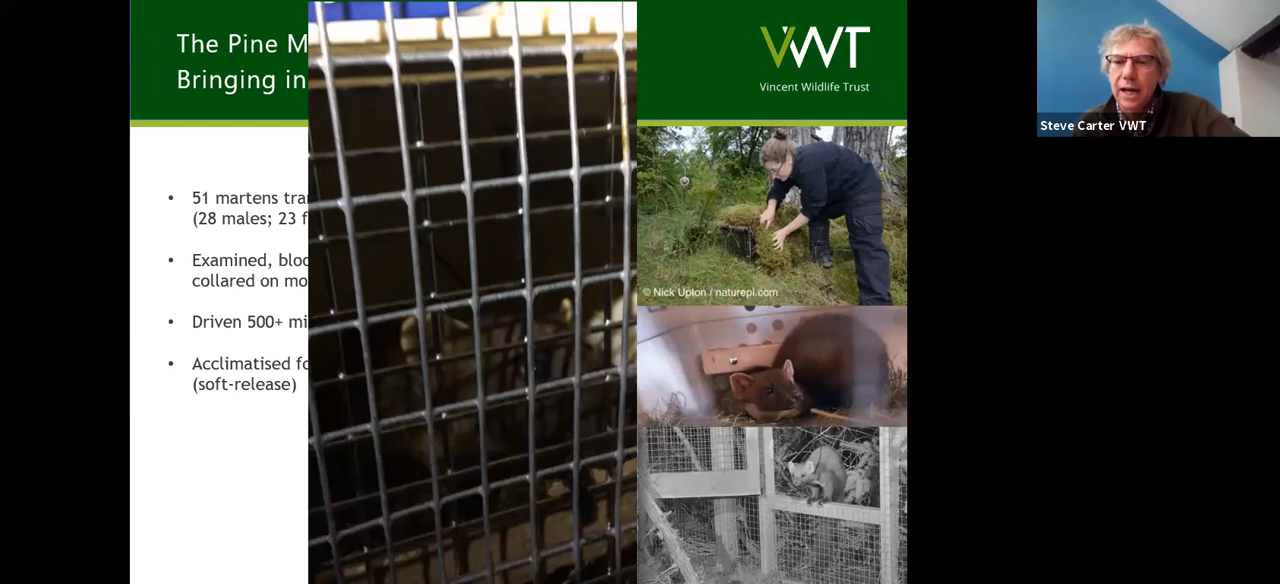 The Pine M
Bringing in
VWT
Vincent Wildlife Trust
• 51 martens tra
(28 males; 23 f
• Examined, bloo
collared on mo
• Driven 500+ mi
• Acclimatised fo
(soft-release)
© Nick Upton / naturepl.com
Steve Carter VWT